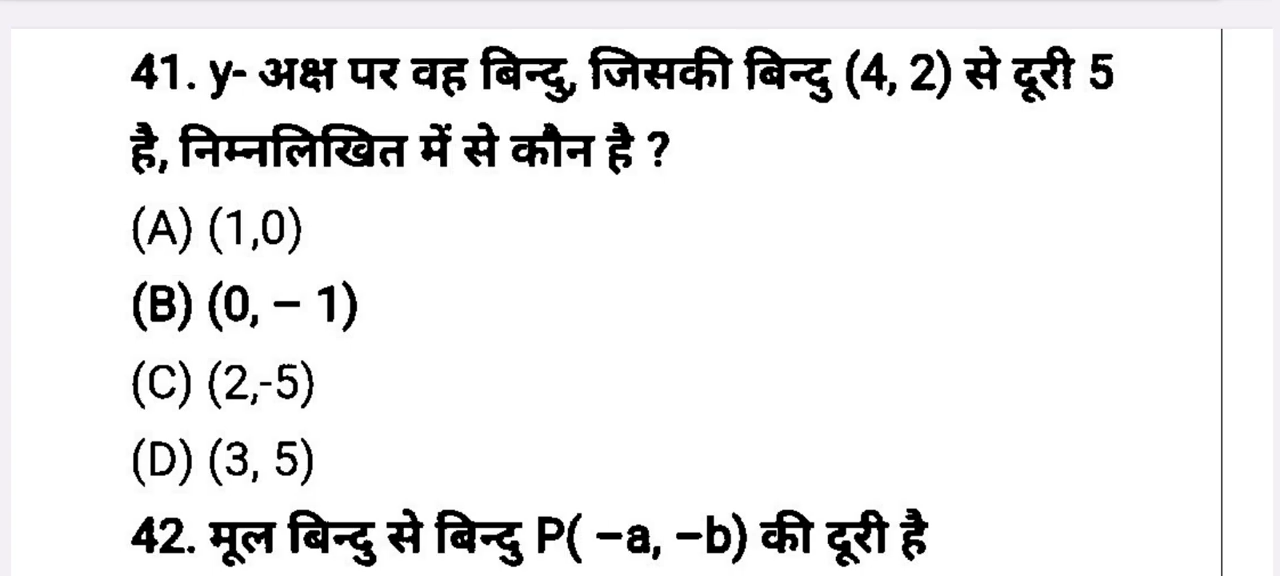 41. y- अक्ष पर वह बिन्दु, जिसकी बिन्दु (4, 2) से दूरी 5
है, निम्नलिखित में से कौन है ?
(A) (1,0)
(B) (0, – 1)
(C) (2,-5)
(D) (3, 5)
42. मूल बिन्दु से बिन्दु P( –a, –b) की दूरी है